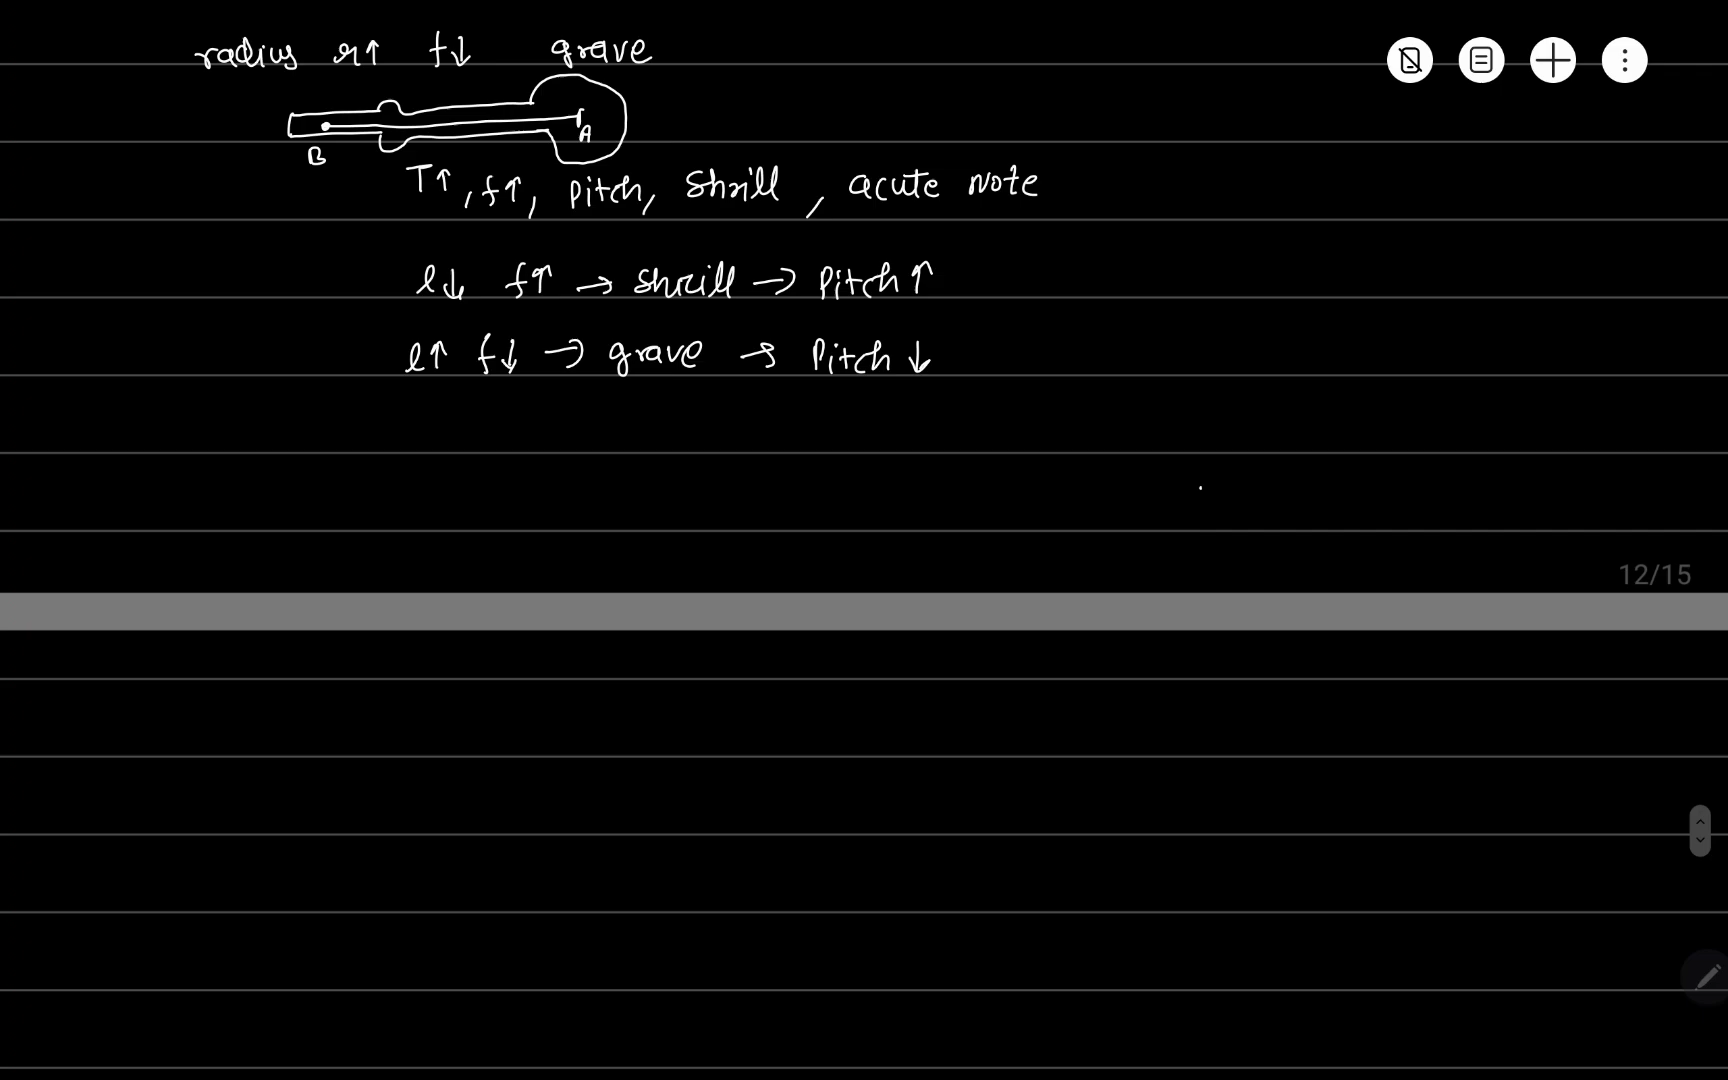 radius r↑ f↓ grave
A
B
T↑, f↑, Pitch, Shrill, acute Note
l↓ f↑ → Shrill → Pitch↑
l↑ f↓ → grave → Pitch↓
12/15